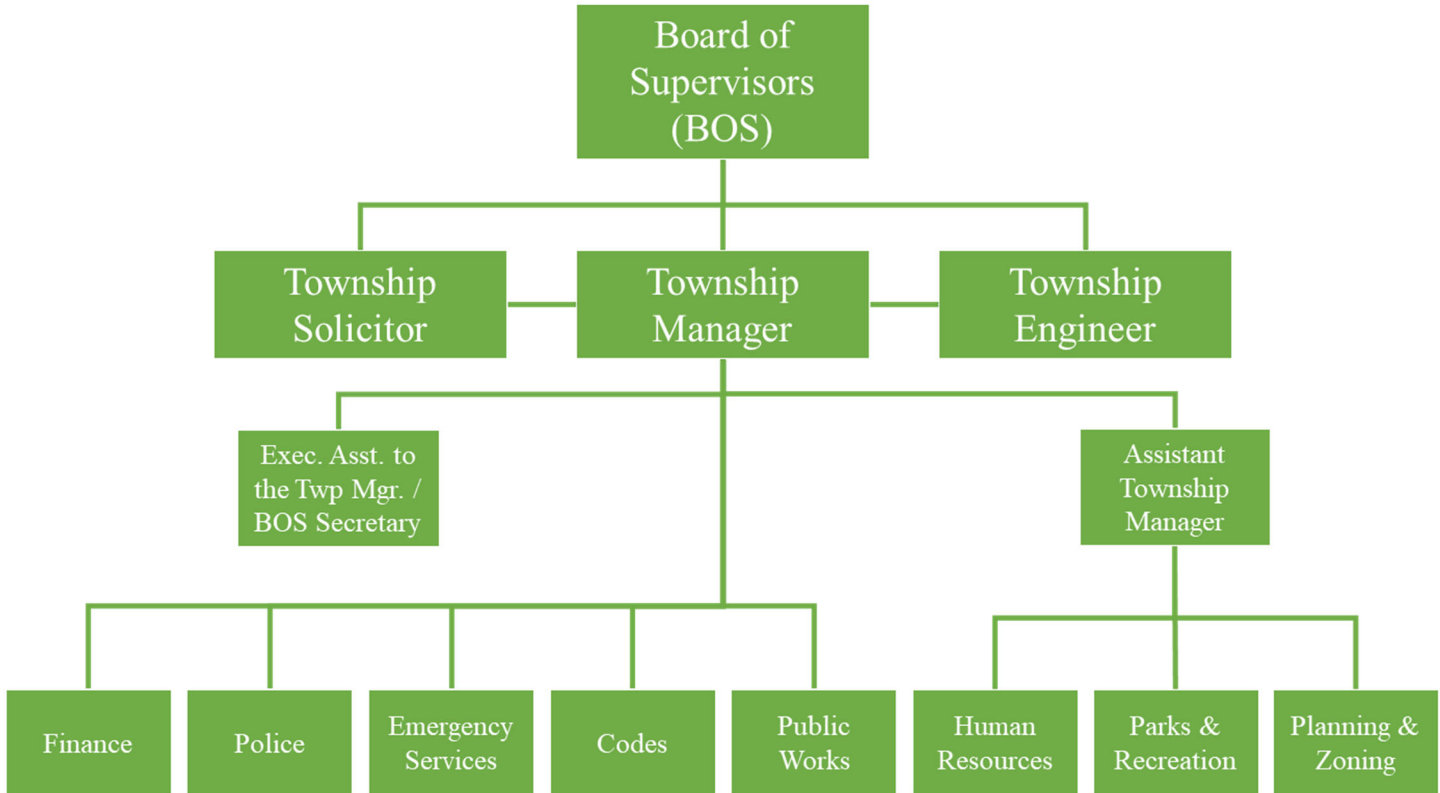 Board of
Supervisors
(BOS)
Township
Solicitor
Township
Manager
Township
Engineer
Exec. Asst. to
the Twp Mgr. /
BOS Secretary
Assistant
Township
Manager
Finance
Police
Emergency
Services
Codes
Public
Works
Human
Resources
Parks &
Recreation
Planning &
Zoning